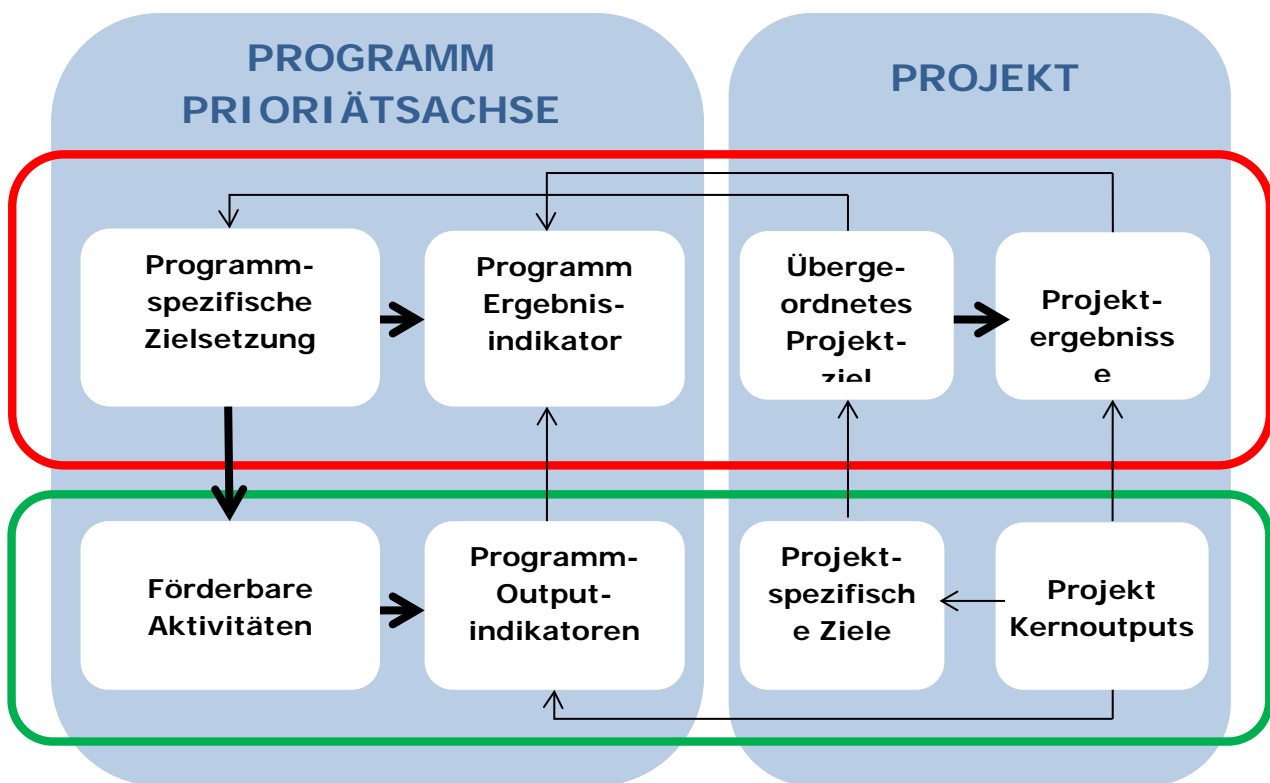 PROGRAMM
PRIORIÄTSACHSE
PROJEKT
Programm-
spezifische
Zielsetzung
Programm
Ergebnis-
indikator
Überge-
ordnetes
Projekt-
ziel
Projekt-
ergebniss
e
Förderbare
Aktivitäten
Programm-
Output-
indikatoren
Projekt-
spezifisch
e Ziele
Projekt
Kernoutputs